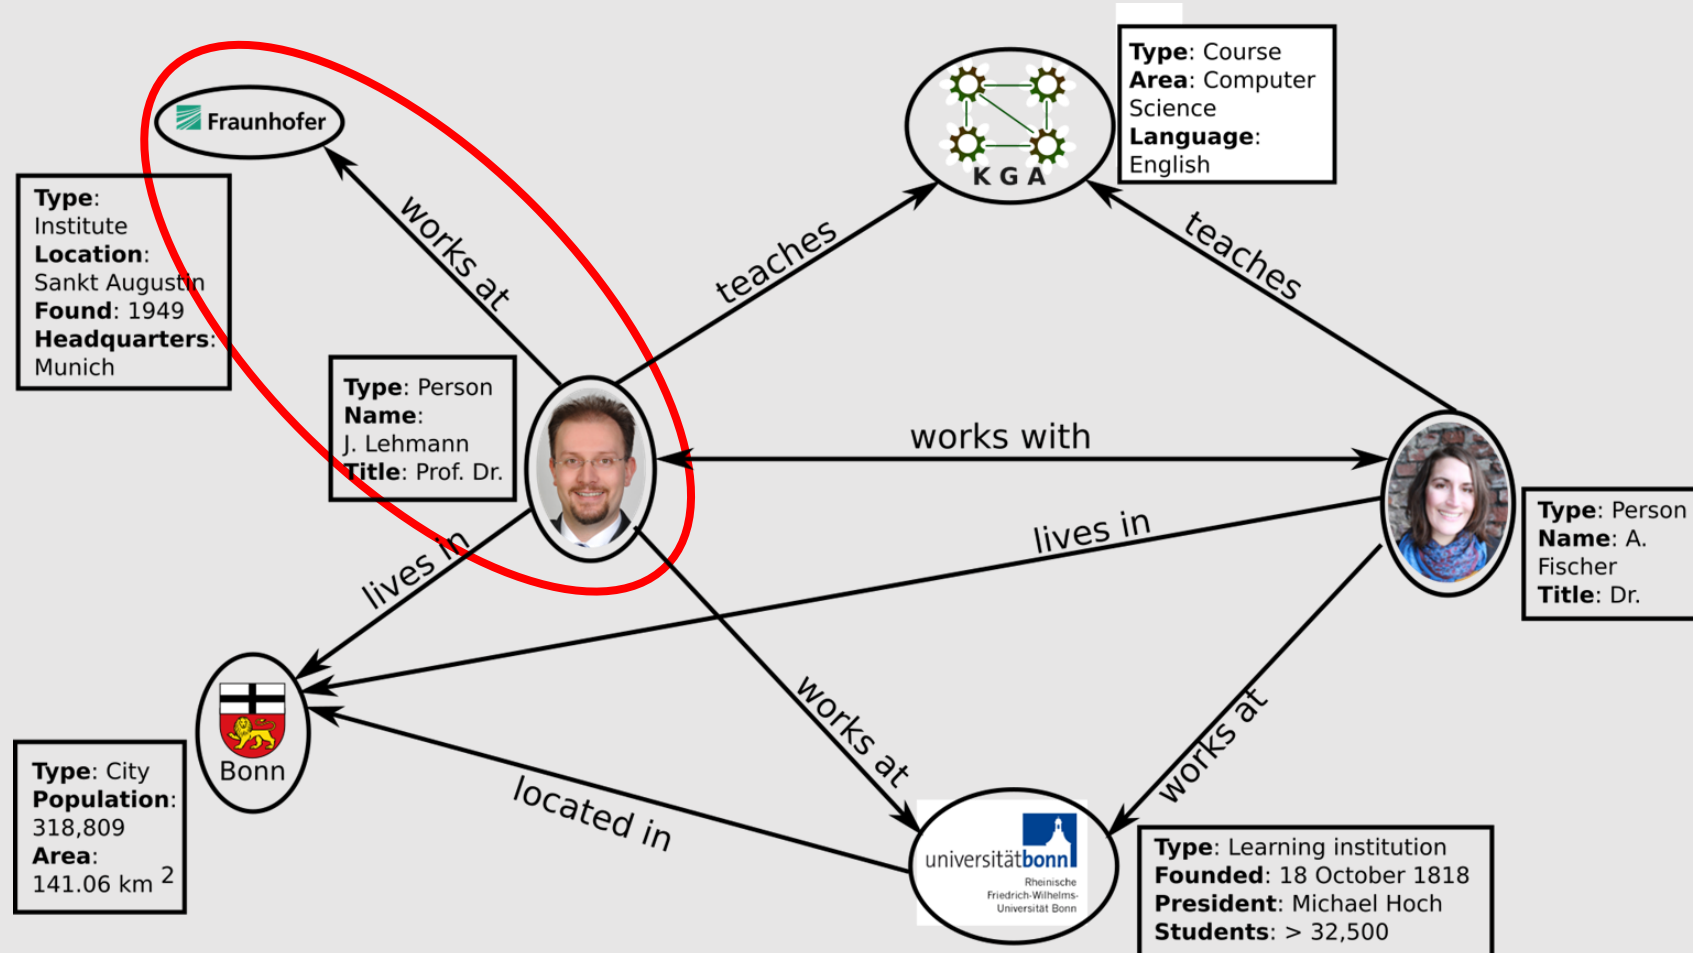 Fraunhofer
Type:
Institute
Location:
Sankt Augustin
Found: 1949
Headquarters:
Munich
works at
K G A
Type: Course
Area: Computer
Science
Language:
English
teaches
teaches
Type: Person
Name:
J. Lehmann
Title: Prof. Dr.
works with
Type: Person
Name: A.
Fischer
Title: Dr.
lives in
lives in
works at
works at
Bonn
Type: City
Population:
318,809
Area:
141.06 km 2
located in
universitätbonn
Rheinische
Friedrich-Wilhelms-
Universität Bonn
Type: Learning institution
Founded: 18 October 1818
President: Michael Hoch
Students: > 32,500